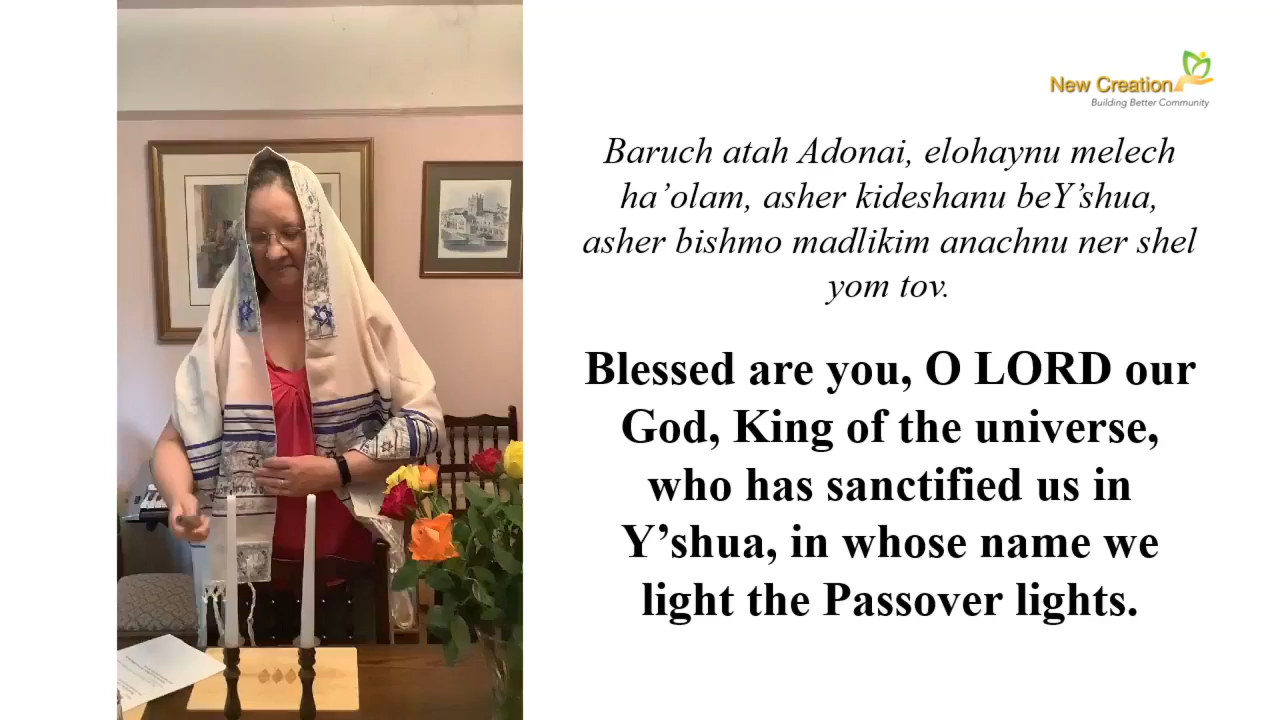 New Creation
Building Better Community
Baruch atah Adonai, elohaynu melech
ha’olam, asher kideshanu beY’shua,
asher bishmo madlikim anachnu ner shel
yom tov.
Blessed are you, O LORD our
God, King of the universe,
who has sanctified us in
Y’shua, in whose name we
light the Passover lights.